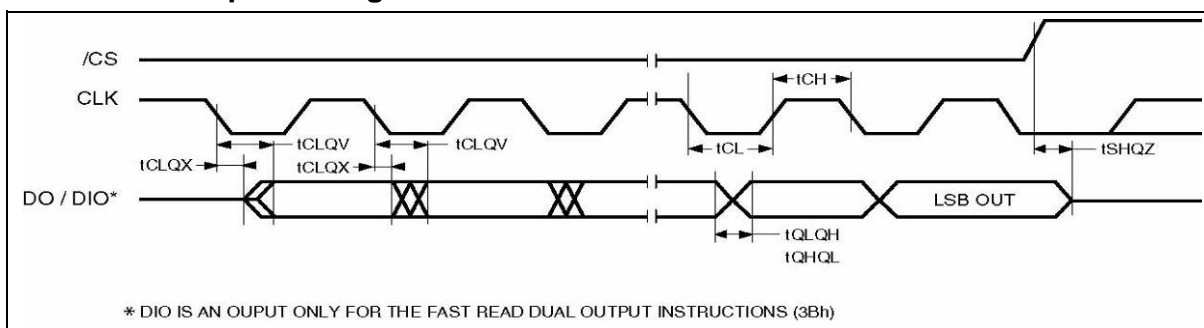 /CS
tCH
CLK
tCLQV
tCLQV
tCL
tSHQZ
tCLQX
tCLQX
DO / DIO*
LSB OUT
tQLQH
tQHQL
* DIO IS AN OUPUT ONLY FOR THE FAST READ DUAL OUTPUT INSTRUCTIONS (3Bh)